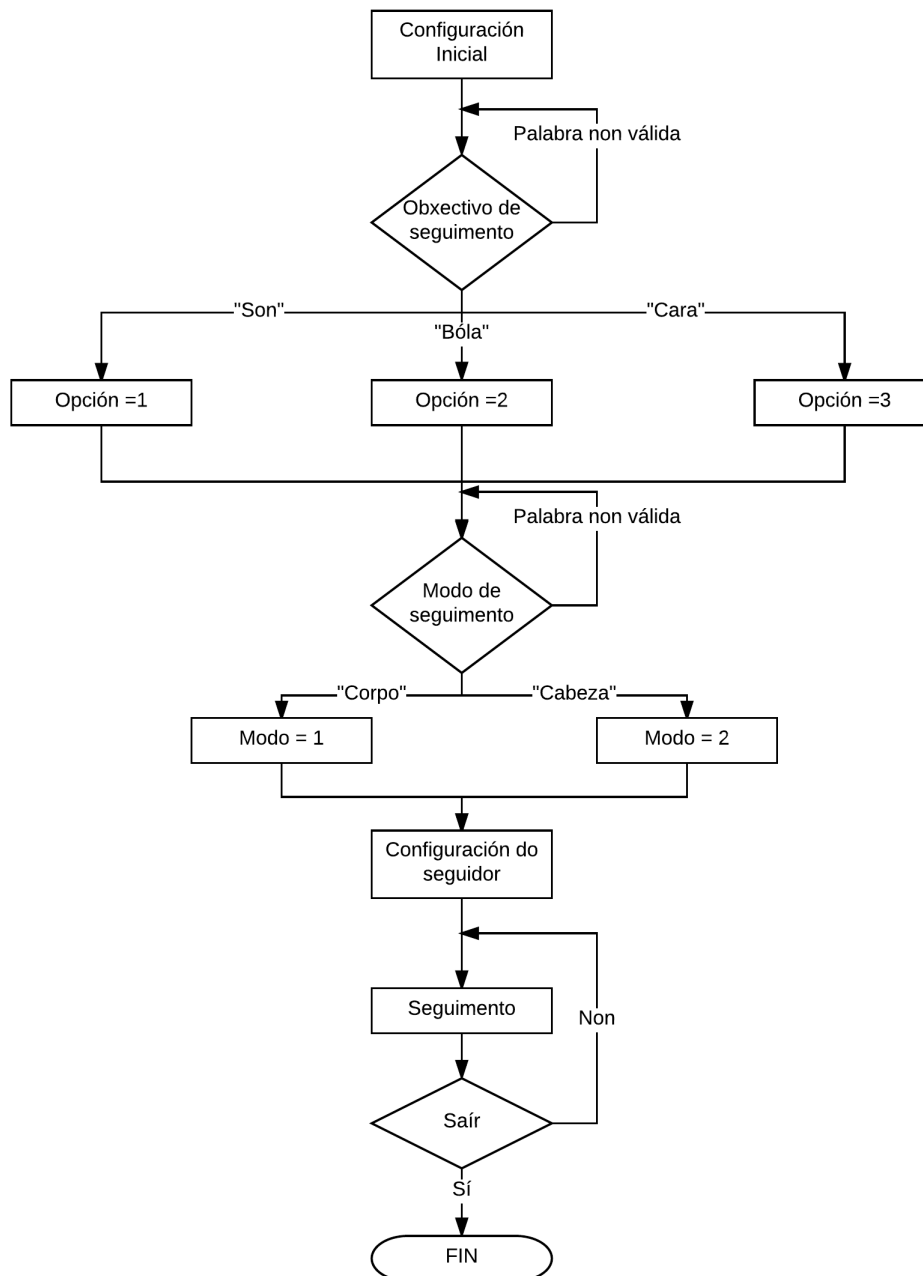 Configuración
Inicial
Palabra non válida
Obxectivo de
seguimento
"Son"
"Cara"
"Bóla"
Opción =1
Opción =2
Opción =3
Palabra non válida
Modo de
seguimento
"Corpo"
"Cabeza"
Modo = 1
Modo = 2
Configuración do
seguidor
Seguimento
Non
Saír
Sí
FIN